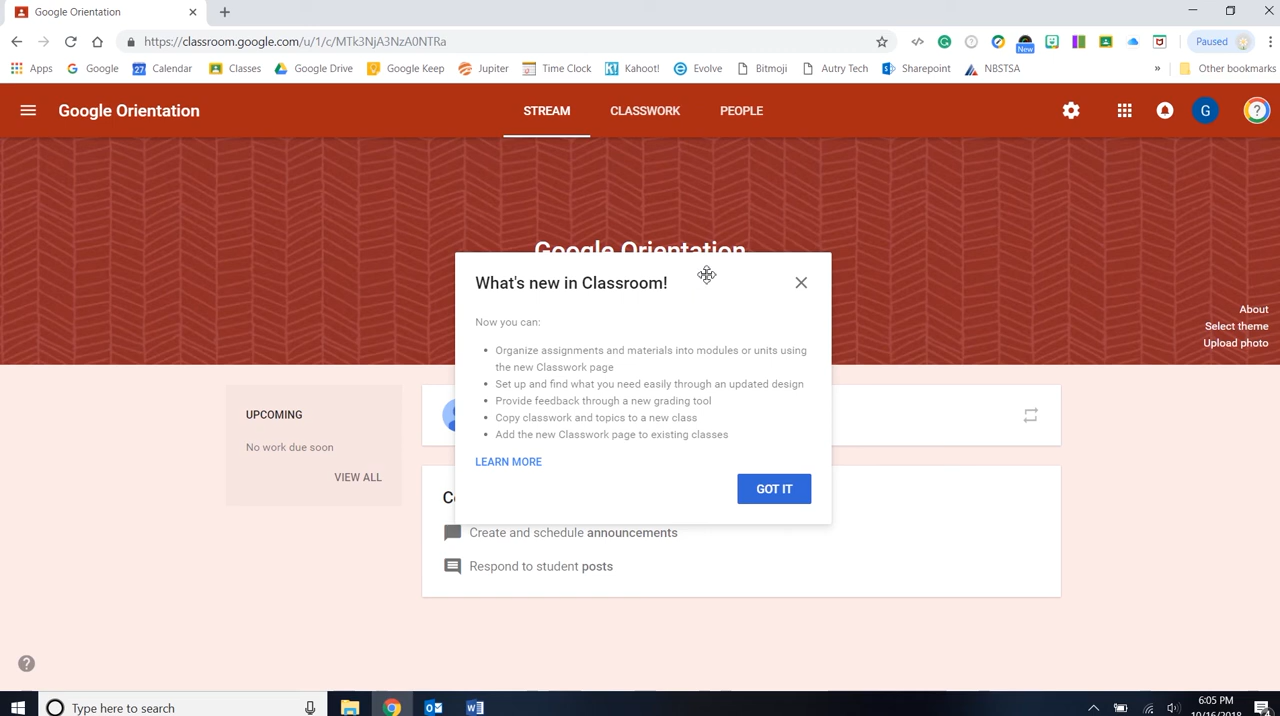 Google Orientation
https://classroom.google.com/u/1/c/MTk3NjA3NzA0NTRa
New
Paused
Apps
Google
27 Calendar
Classes
Google Drive
Google Keep
Jupiter
Time Clock
Kahoot!
Evolve
Bitmoji
Autry Tech
Sharepoint
NBSTSA
»
Other bookmarks
Google Orientation
STREAM
CLASSWORK
PEOPLE
G
?
Google Orientation
What's new in Classroom!
Now you can:
• Organize assignments and materials into modules or units using
the new Classwork page
• Set up and find what you need easily through an updated design
• Provide feedback through a new grading tool
• Copy classwork and topics to a new class
• Add the new Classwork page to existing classes
LEARN MORE
GOT IT
About
Select theme
Upload photo
UPCOMING
No work due soon
VIEW ALL
Create and schedule announcements
Respond to student posts
?
Type here to search
6:05 PM
10/16/2018